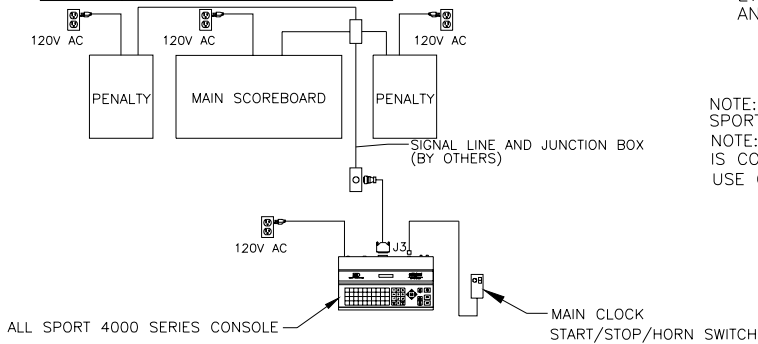 120V AC
120V AC
120V AC
PENALTY
MAIN SCOREBOARD
PENALTY
SIGNAL LINE AND JUNCTION BOX
(BY OTHERS)
AN
NOTE:
SPORT
NOTE:
IS CO
USE
120V AC
J3
ALL SPORT 4000 SERIES CONSOLE
MAIN CLOCK
START/STOP/HORN SWITCH